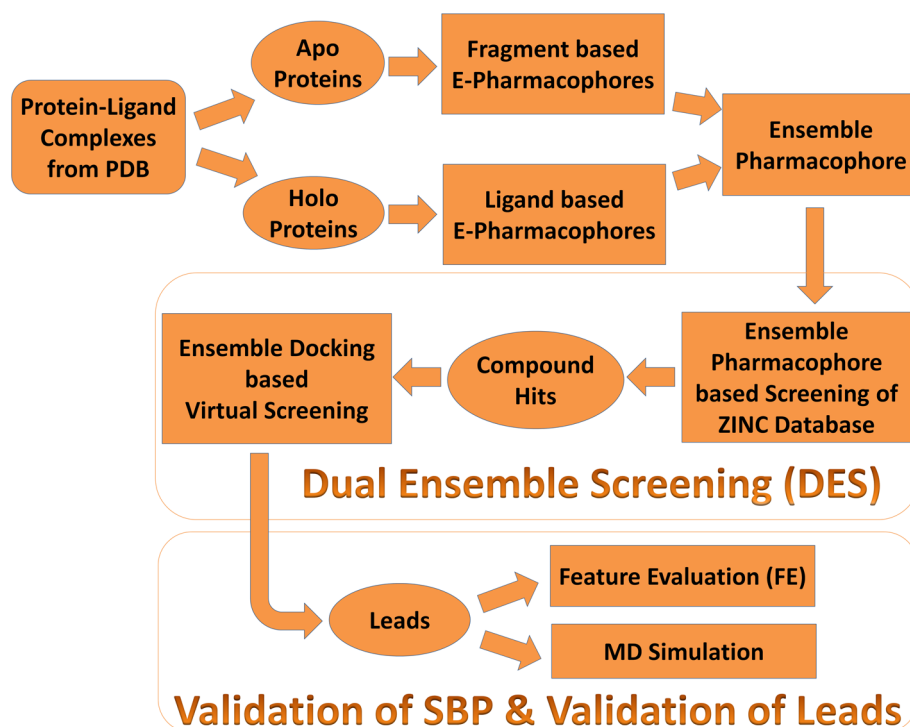 Protein-Ligand
Complexes
from PDB
Apo
Proteins
Fragment based
E-Pharmacophores
Holo
Proteins
Ligand based
E-Pharmacophores
Ensemble
Pharmacophore
Ensemble
Pharmacophore
based Screening of
ZINC Database
Compound
Hits
Ensemble Docking
based
Virtual Screening
Dual Ensemble Screening (DES)
Leads
Feature Evaluation (FE)
MD Simulation
Validation of SBP & Validation of Leads